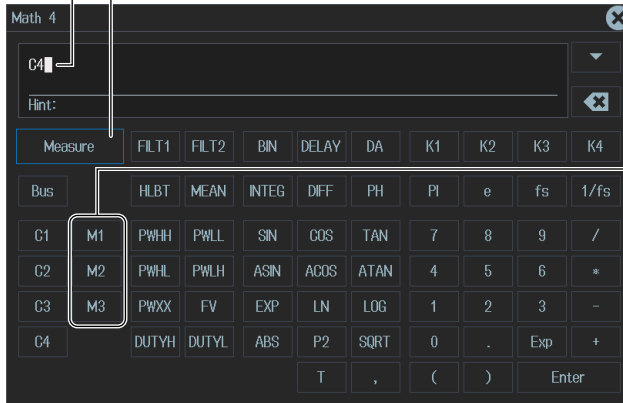 Math 4
C4
Hint:
Measure FILT1 FILT2 BIN DELAY DA K1 K2 K3 K4
Bus HLBT MEAN INTEG DIFF PH PI e fs 1/fs
C1 M1 PWHH PWLL SIN COS TAN 7 8 9 /
C2 M2 PWHL PWLH ASIN ACOS ATAN 4 5 6 *
C3 M3 PWXX FV EXP LN LOG 1 2 3 -
C4 DUTYH DUTYL ABS P2 SQRT 0 . Exp +
T , ( ) Enter